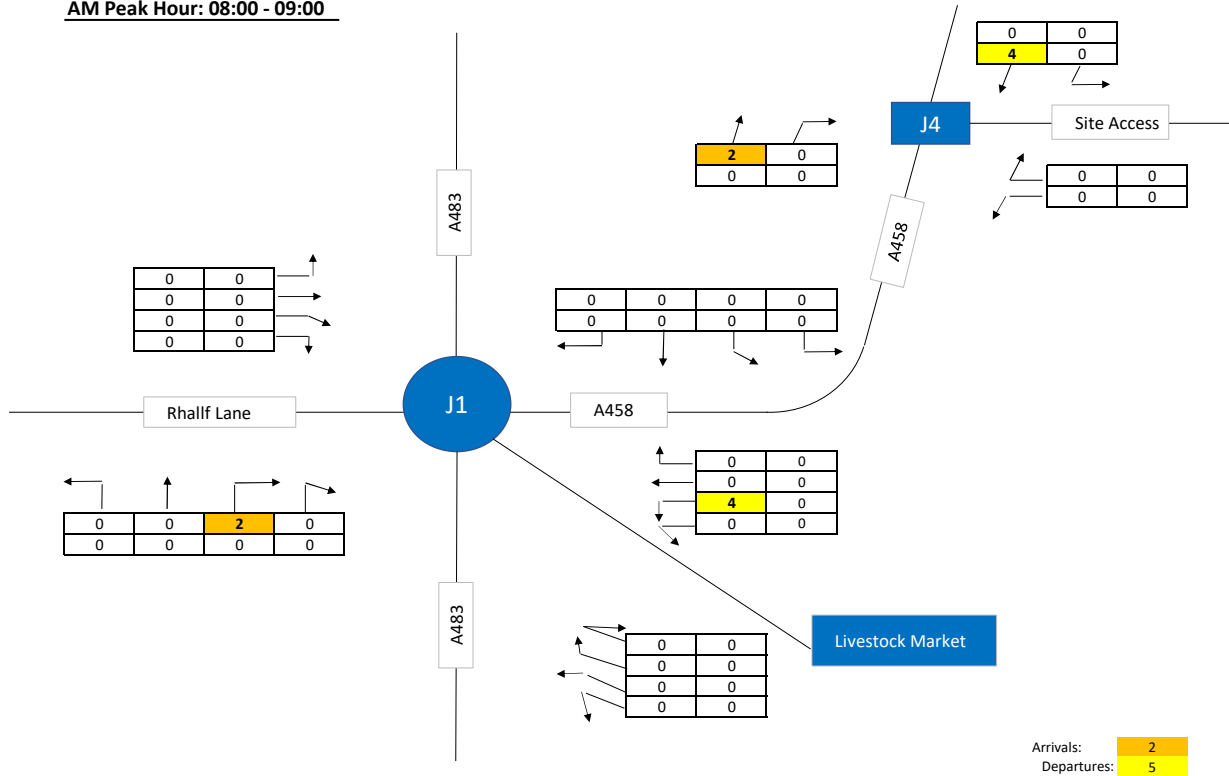 AM Peak Hour: 08:00 - 09:00
0 0
4 0
J4
Site Access
2 0
0 0
0 0
0 0
A483
A458
0 0
0 0
0 0
0 0
0 0 0 0
0 0 0 0
J1
Rhallf Lane
A458
0 0
0 0
4 0
0 0
0 0 2 0
0 0 0 0
A483
Livestock Market
0 0
0 0
0 0
0 0
Arrivals: 2
Departures: 5